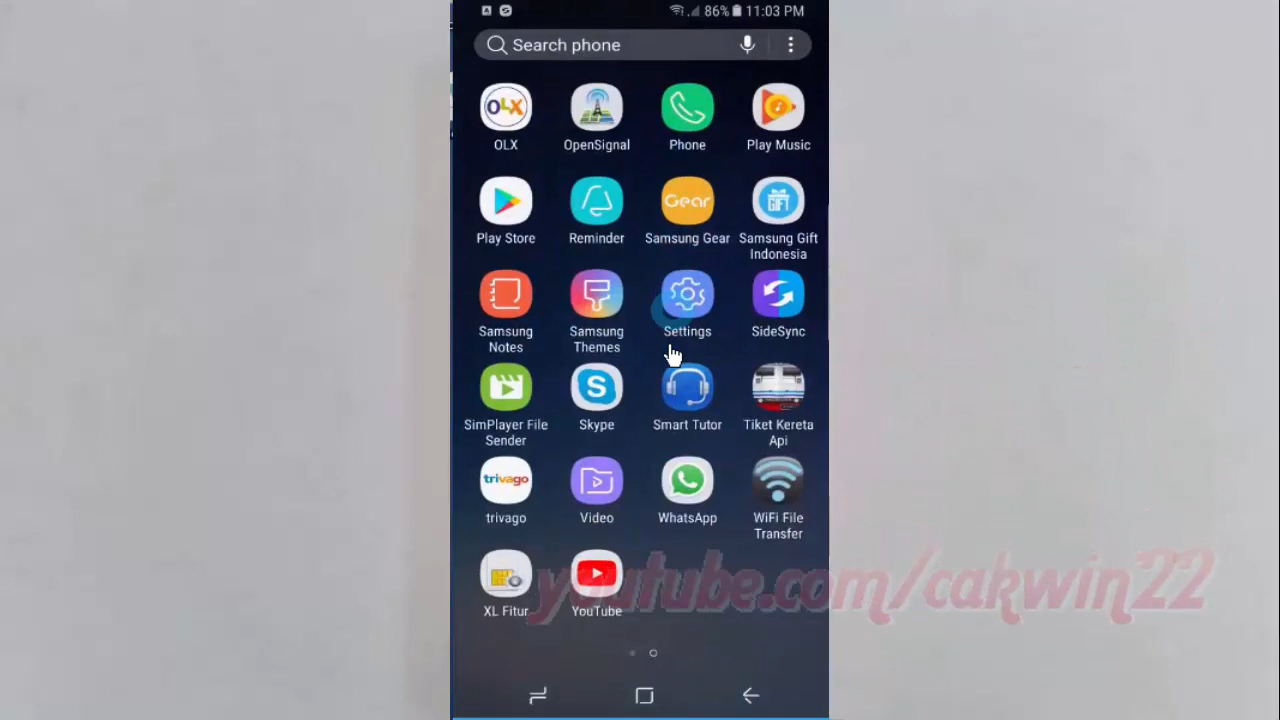 86% 11:03 PM
Search phone
OLX
OLX OpenSignal Phone Play Music
Gear GIFT
Play Store Reminder Samsung Gear Samsung Gift Indonesia
Samsung Notes Samsung Themes Settings SideSync
S
SimPlayer File Sender Skype Smart Tutor Tiket Kereta Api
trivago
trivago Video WhatsApp WiFi File Transfer
XL Fitur YouTube
youtube.com/cakwin22